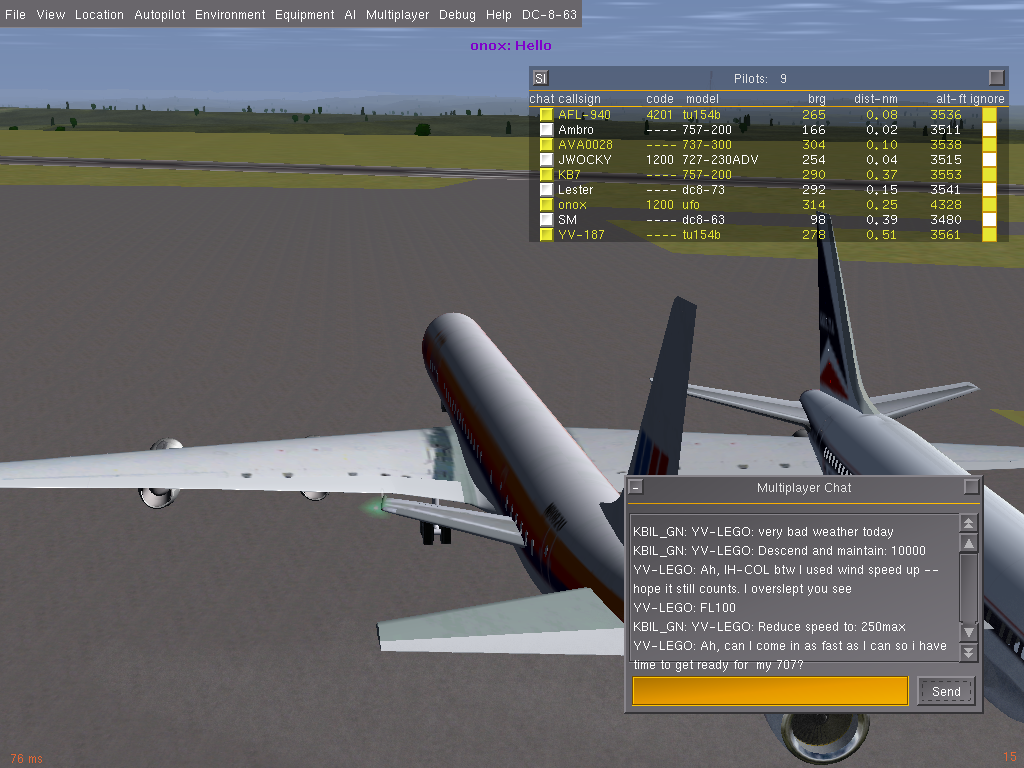 File View Location Autopilot Environment Equipment AI Multiplayer Debug Help DC-8-63
onox: Hello
SI Pilots: 9
chat callsign code model brg dist-nm alt-ft ignore
AFL-940 4201 tu154b 265 0.08 3536
Ambro ---- 757-200 166 0.02 3511
AVA0028 ---- 737-300 304 0.10 3538
JWOCKY 1200 727-230ADV 254 0.04 3515
KB7 ---- 757-200 290 0.37 3553
Lester ---- dc8-73 292 0.15 3541
onox 1200 ufo 314 0.25 4328
SM ---- dc8-63 98 0.39 3480
YV-187 ---- tu154b 278 0.51 3561
Multiplayer Chat
KBIL_GN: YV-LEGO: very bad weather today
KBIL_GN: YV-LEGO: Descend and maintain: 10000
YV-LEGO: Ah, IH-COL btw I used wind speed up --
hope it still counts. I overslept you see
YV-LEGO: FL100
KBIL_GN: YV-LEGO: Reduce speed to: 250max
YV-LEGO: Ah, can I come in as fast as I can so i have
time to get ready for my 707?
Send
76 ms
15